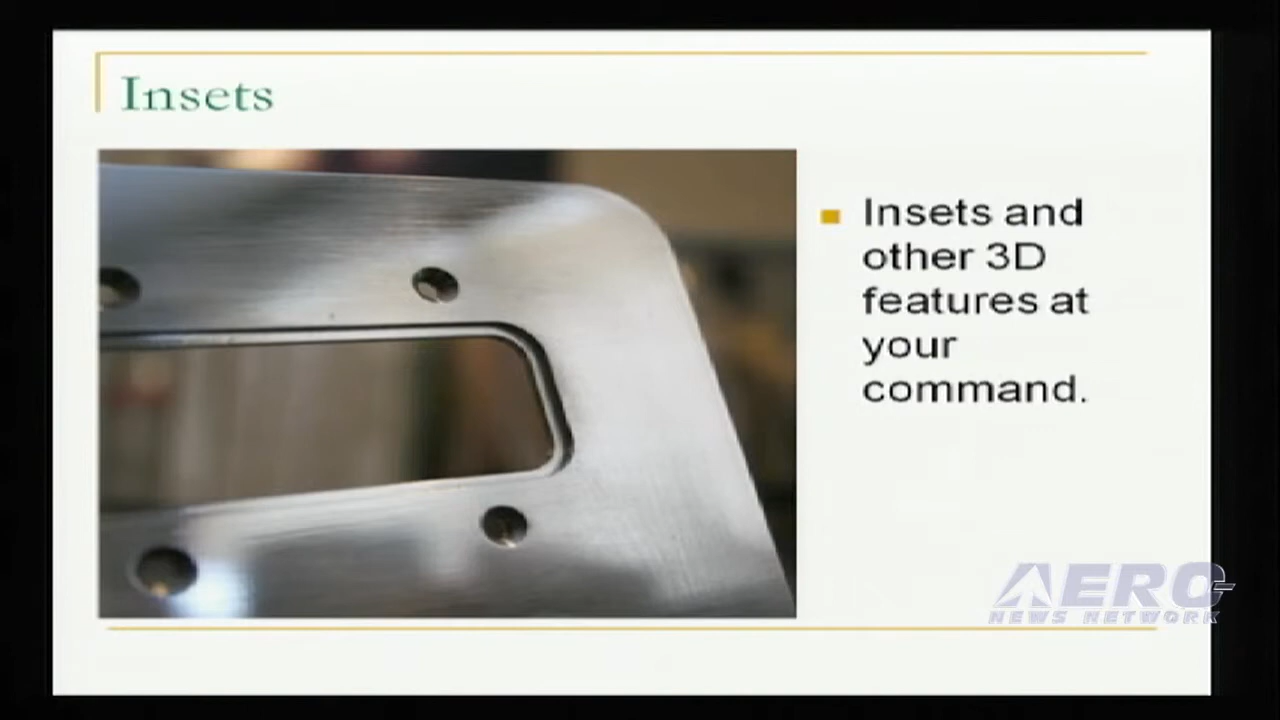 Insets
Insets and
other 3D
features at
your
command.
AERO
NEWS NETWORK